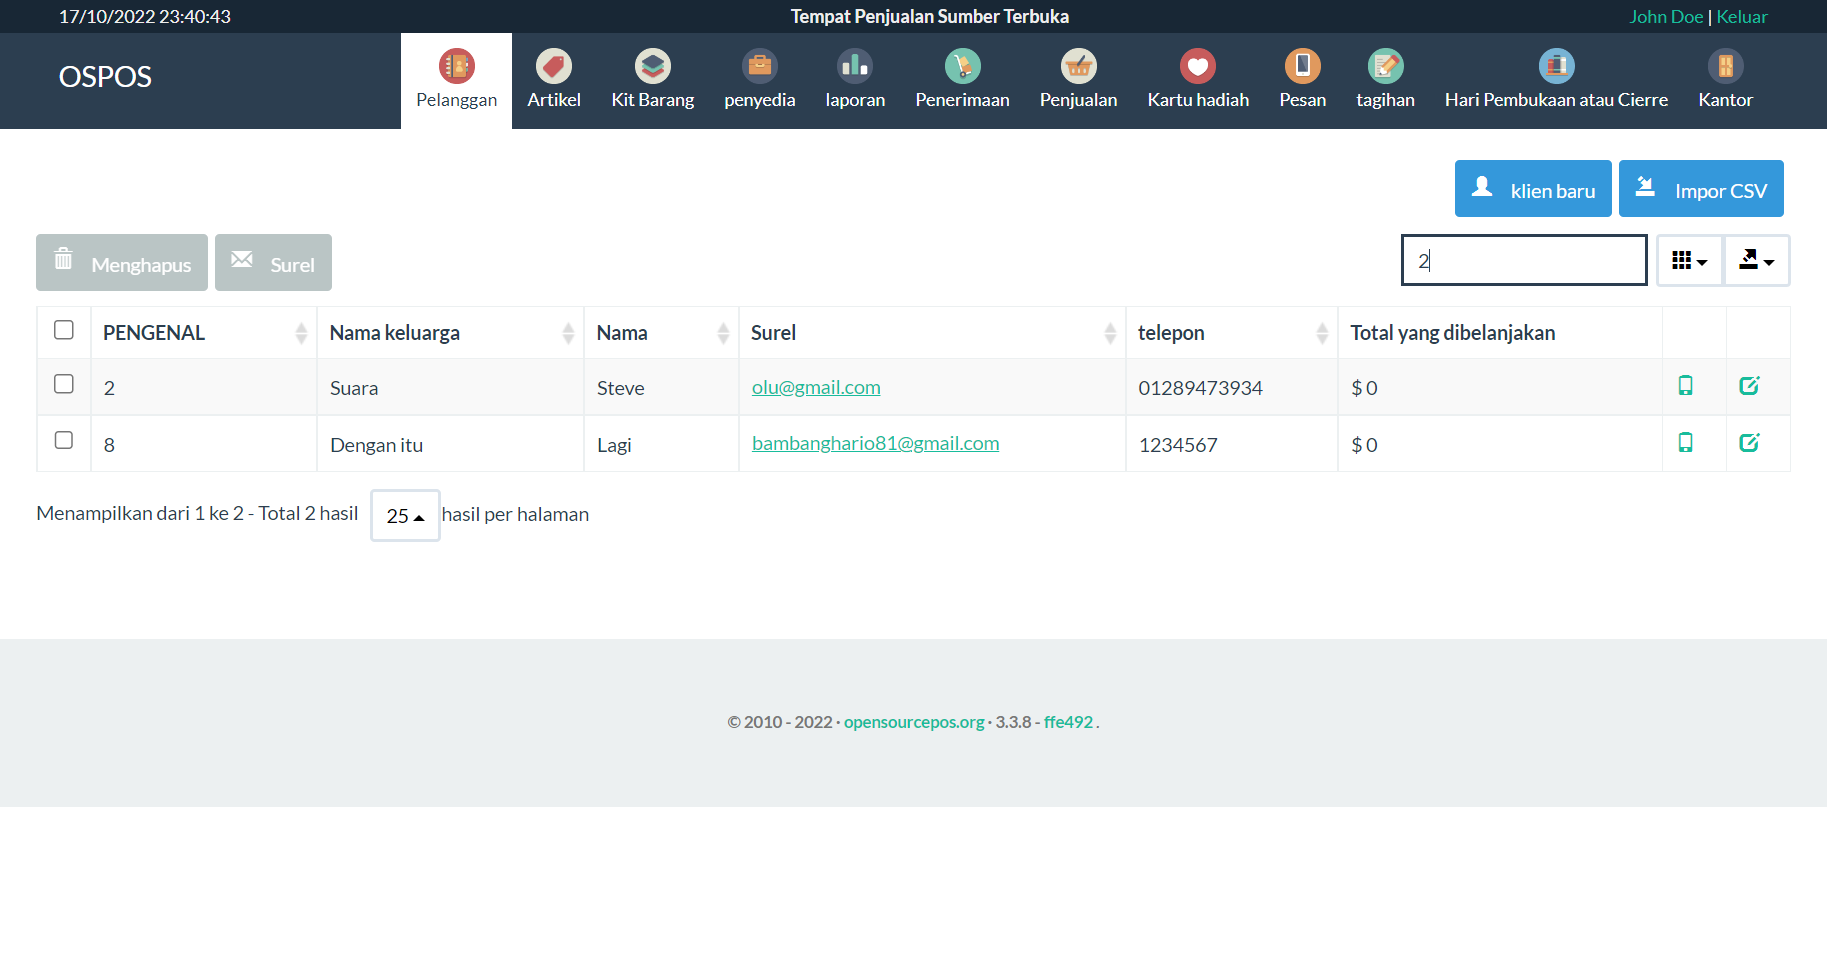 17/10/2022 23:40:43
Tempat Penjualan Sumber Terbuka
John Doe | Keluar
OSPOS
Pelanggan
Artikel
Kit Barang
penyedia
laporan
Penerimaan
Penjualan
Kartu hadiah
Pesan
tagihan
Hari Pembukaan atau Cierre
Kantor
klien baru
Impor CSV
Menghapus
Surel
2
PENGENAL Nama keluarga Nama Surel telepon Total yang dibelanjakan
2 Suara Steve olu@gmail.com 01289473934 $ 0
8 Dengan itu Lagi bambanghario81@gmail.com 1234567 $ 0
Menampilkan dari 1 ke 2 - Total 2 hasil 25 hasil per halaman
© 2010 - 2022 · opensourcepos.org · 3.3.8 - ffe492 .